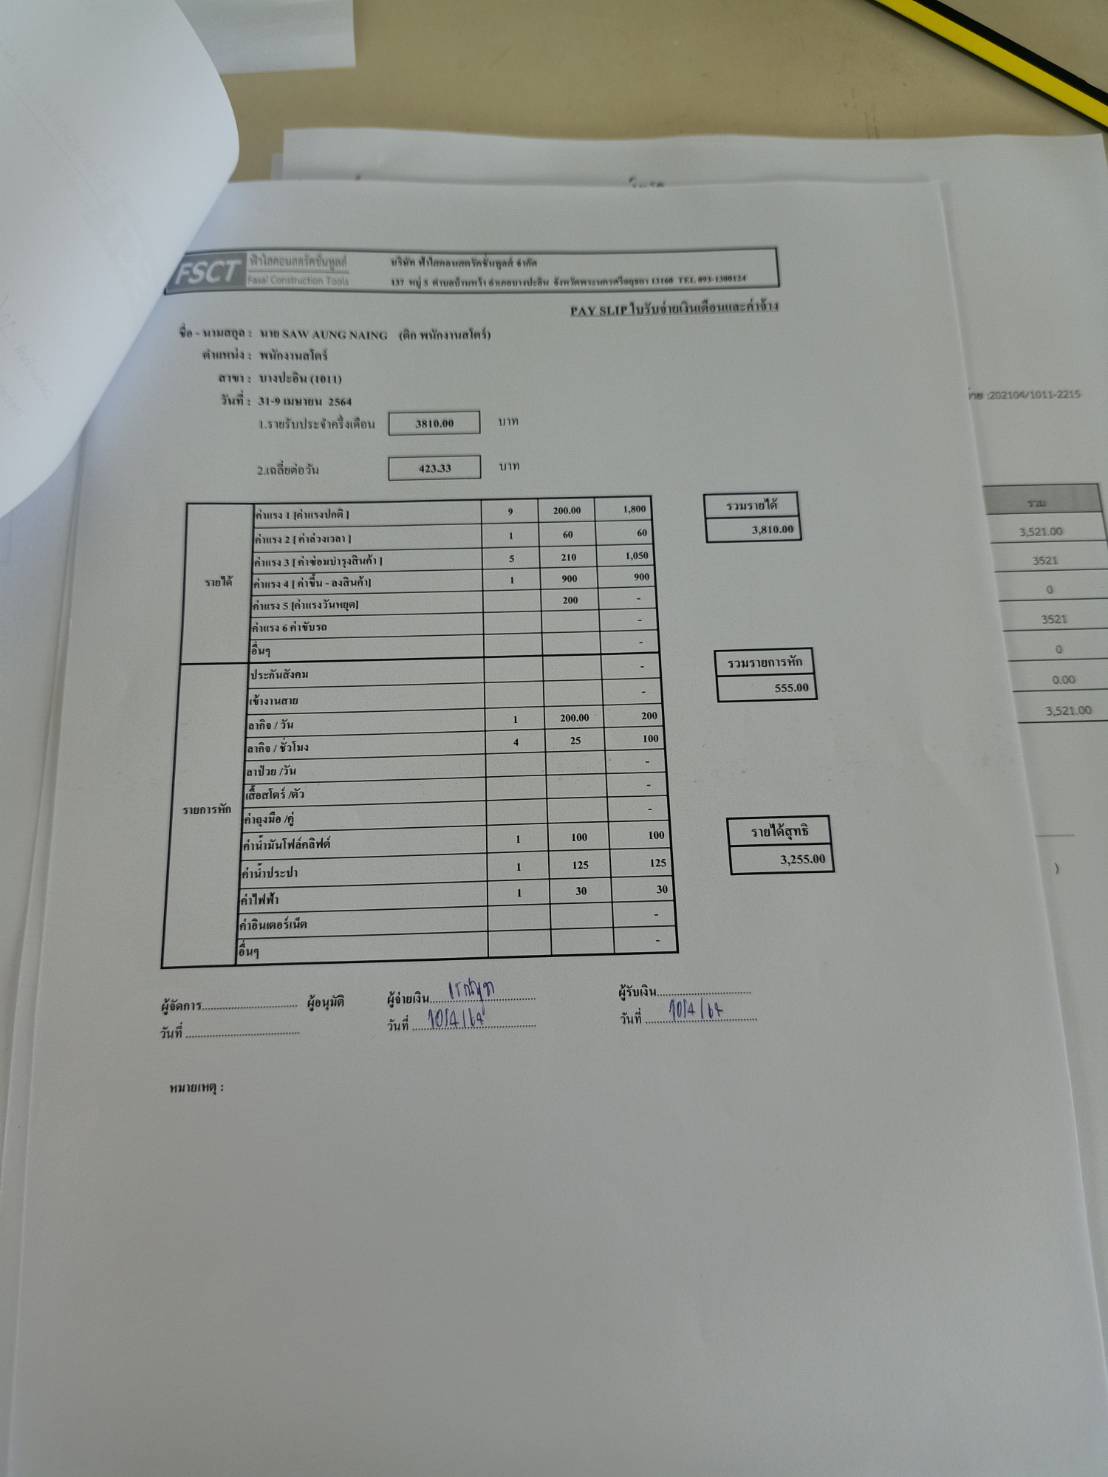 FSCT ฟ้าใสคอนสตรัคชั่นทูลส์
Fasai Construction Tools
บริษัท ฟ้าใสคอนสตรัคชั่นทูลส์ จำกัด
137 หมู่ 5 ตำบลบ้านหว้า อำเภอบางปะอิน จังหวัดพระนครศรีอยุธยา 13160 TEL 093-1300124
PAY SLIP ใบรับจ่ายเงินเดือนและค่าจ้าง
ชื่อ - นามสกุล : นาย SAW AUNG NAING (ติ๊ก พนักงานสโตร์)
ตำแหน่ง : พนักงานสโตร์
สาขา : บางปะอิน (1011)
วันที่ : 31-9 เมษายน 2564
1.รายรับประจำครึ่งเดือน 3810.00 บาท
2.เฉลี่ยต่อวัน 423.33 บาท
รายได้
ค่าแรง 1 [ค่าแรงปกติ ] 9 200.00 1,800
ค่าแรง 2 [ ค่าล่วงเวลา ] 1 60 60
ค่าแรง 3 [ ค่าซ่อมบำรุงสินค้า ] 5 210 1,050
ค่าแรง 4 [ ค่าขึ้น - ลงสินค้า] 1 900 900
ค่าแรง 5 [ค่าแรงวันหยุด] 200 -
ค่าแรง 6 ค่าขับรถ -
อื่นๆ -
รายการหัก
ประกันสังคม -
เข้างานสาย -
ลากิจ / วัน 1 200.00 200
ลากิจ / ชั่วโมง 4 25 100
ลาป่วย /วัน -
เสื้อสโตร์ /ตัว -
ค่าถุงมือ /คู่ -
ค่าน้ำมันโฟล์คลิฟต์ 1 100 100
ค่าน้ำประปา 1 125 125
ค่าไฟฟ้า 1 30 30
ค่าอินเตอร์เน็ต -
อื่นๆ -
รวมรายได้
3,810.00
รวมรายการหัก
555.00
รายได้สุทธิ
3,255.00
ผู้จัดการ ผู้อนุมัติ ผู้จ่ายเงิน ผู้รับเงิน
วันที่ วันที่ 10/4/64 วันที่ 10/4/64
หมายเหตุ :
:202104/1011-2215
รวม
3,521.00
3521
0
3521
0
0.00
3,521.00
)